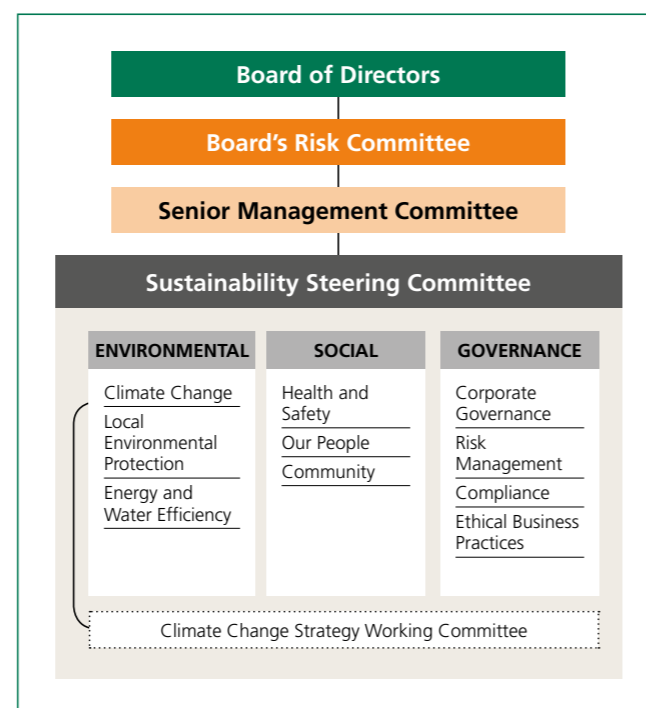 Board of Directors
Board’s Risk Committee
Senior Management Committee
Sustainability Steering Committee
ENVIRONMENTAL
Climate Change
Local
Environmental
Protection
Energy and
Water Efficiency
SOCIAL
Health and
Safety
Our People
Community
GOVERNANCE
Corporate
Governance
Risk
Management
Compliance
Ethical Business
Practices
Climate Change Strategy Working Committee